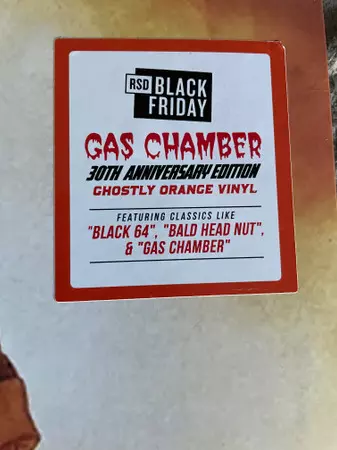 RSD BLACK
FRIDAY
GAS CHAMBER
30TH ANNIVERSARY EDITION
GHOSTLY ORANGE VINYL
FEATURING CLASSICS LIKE
"BLACK 64", "BALD HEAD NUT",
& "GAS CHAMBER"